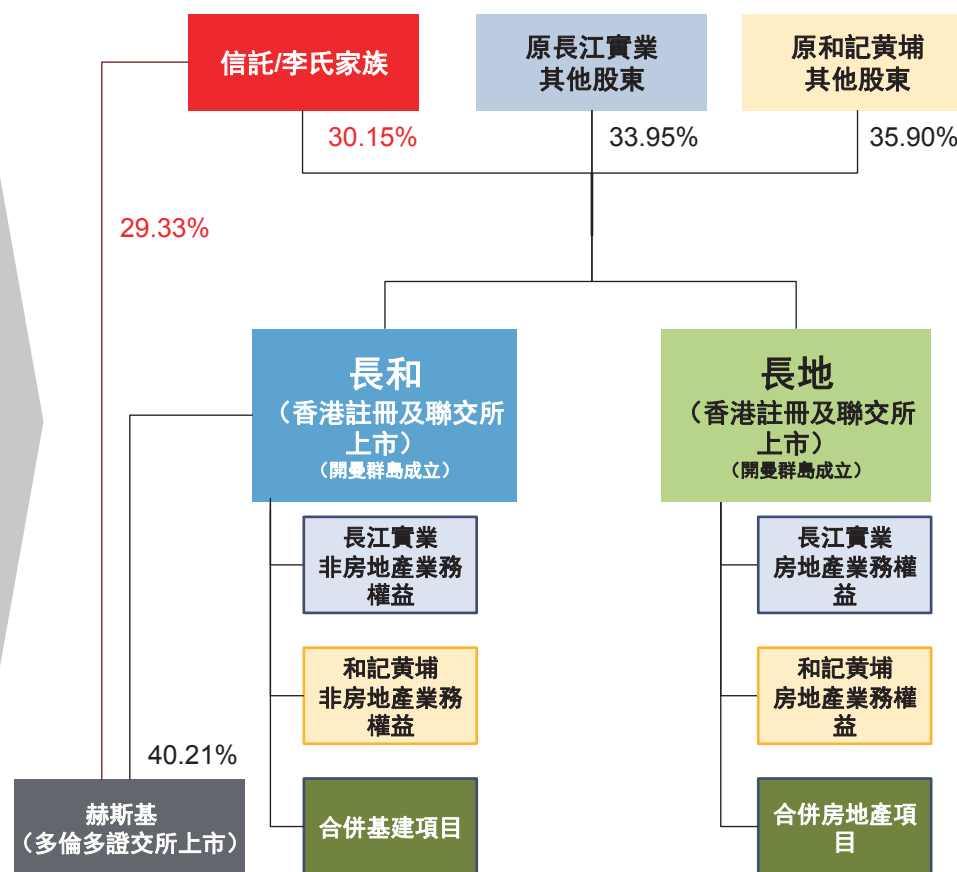 信託/李氏家族
原長江實業
其他股東
原和記黄埔
其他股東
30.15%
33.95%
35.90%
29.33%
長和
（香港註冊及聯交所
上市）
（開曼群島成立）
長地
（香港註冊及聯交所
上市）
（開曼群島成立）
長江實業
非房地產業務
權益
長江實業
房地產業務權
益
和記黄埔
非房地產業務
權益
和記黄埔
房地產業務權
益
40.21%
赫斯基
（多倫多證交所上市）
合併基建項目
合併房地產項
目